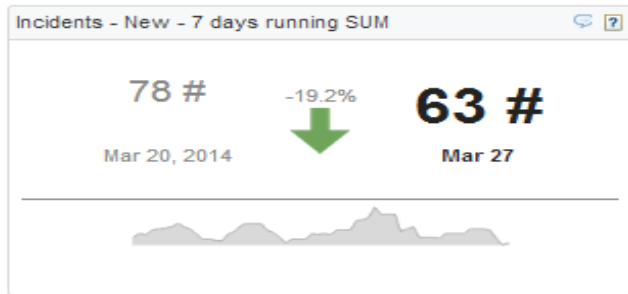 Incidents - New - 7 days running SUM
?
78 #
-19.2%
63 #
Mar 20, 2014
Mar 27